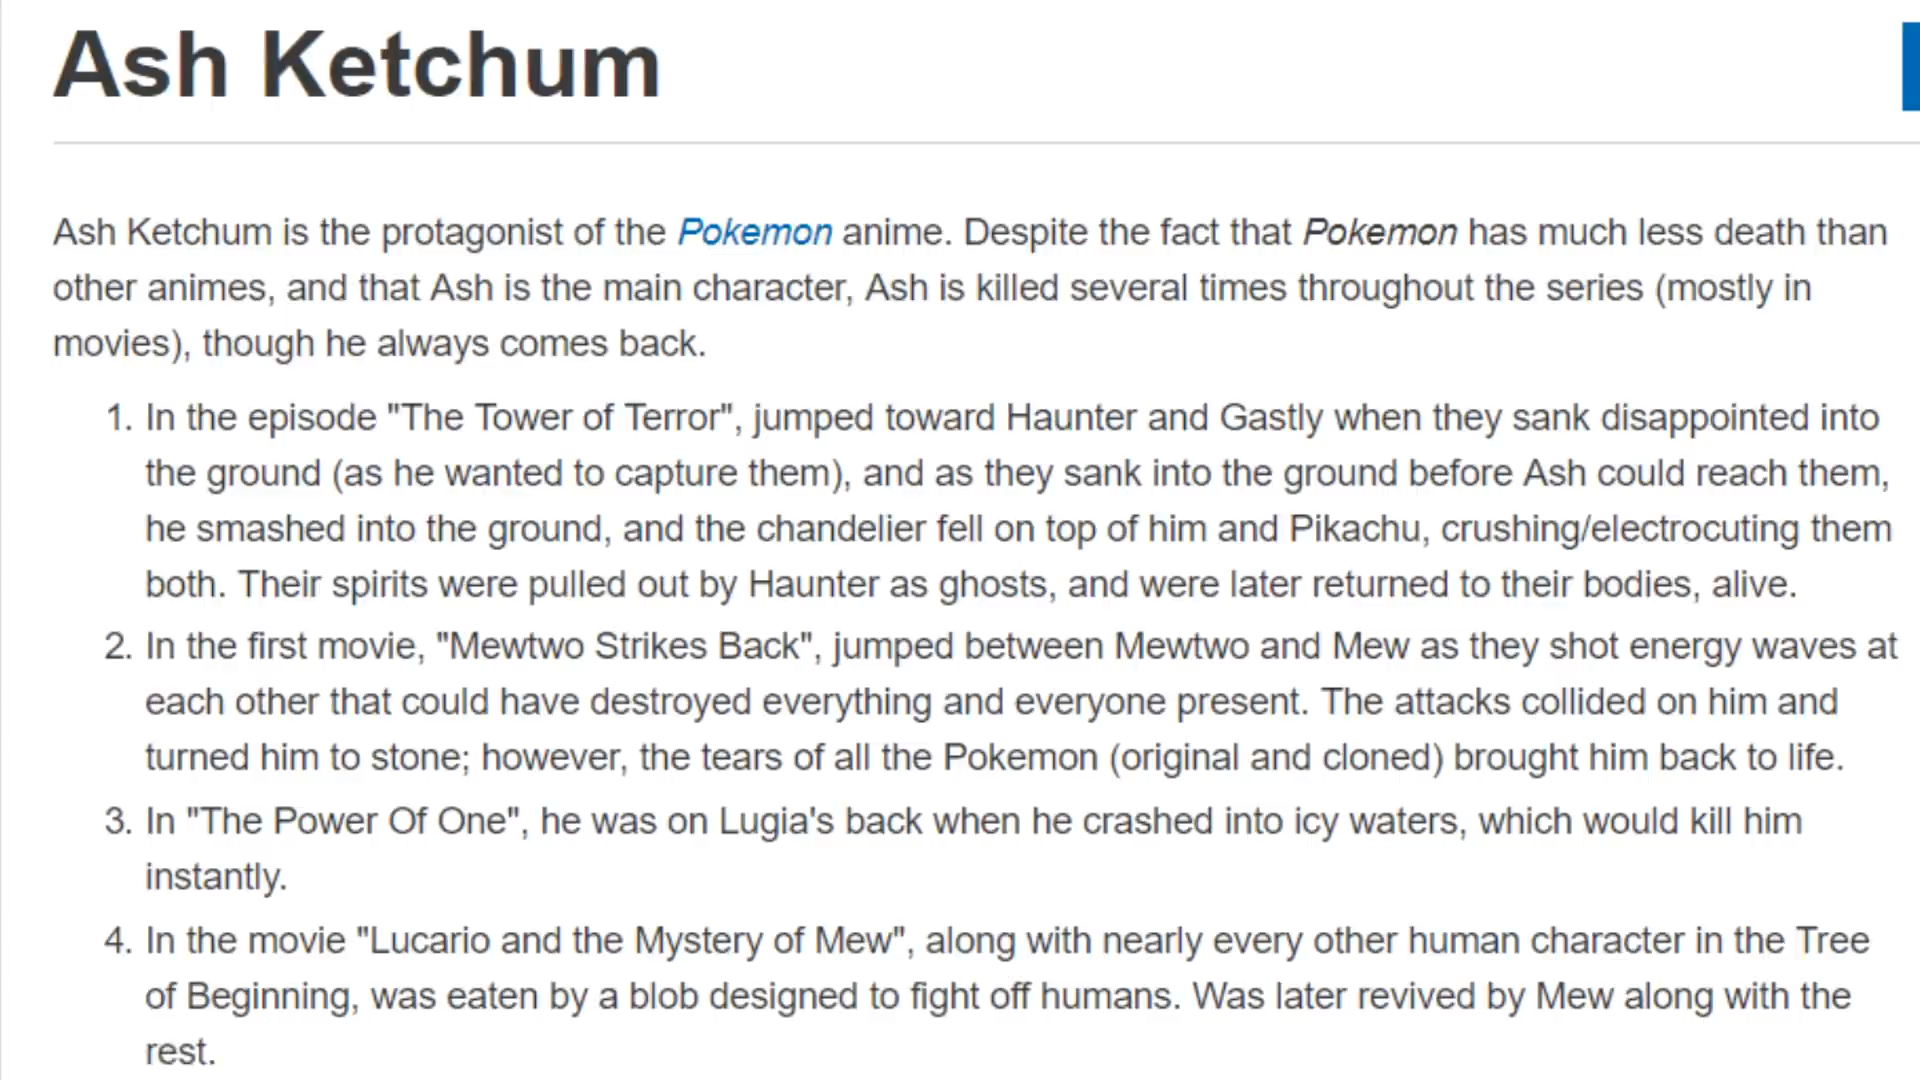 Ash Ketchum
Ash Ketchum is the protagonist of the Pokemon anime. Despite the fact that Pokemon has much less death than
other animes, and that Ash is the main character, Ash is killed several times throughout the series (mostly in
movies), though he always comes back.
1. In the episode "The Tower of Terror", jumped toward Haunter and Gastly when they sank disappointed into
the ground (as he wanted to capture them), and as they sank into the ground before Ash could reach them,
he smashed into the ground, and the chandelier fell on top of him and Pikachu, crushing/electrocuting them
both. Their spirits were pulled out by Haunter as ghosts, and were later returned to their bodies, alive.
2. In the first movie, "Mewtwo Strikes Back", jumped between Mewtwo and Mew as they shot energy waves at
each other that could have destroyed everything and everyone present. The attacks collided on him and
turned him to stone; however, the tears of all the Pokemon (original and cloned) brought him back to life.
3. In "The Power Of One", he was on Lugia's back when he crashed into icy waters, which would kill him
instantly.
4. In the movie "Lucario and the Mystery of Mew", along with nearly every other human character in the Tree
of Beginning, was eaten by a blob designed to fight off humans. Was later revived by Mew along with the
rest.